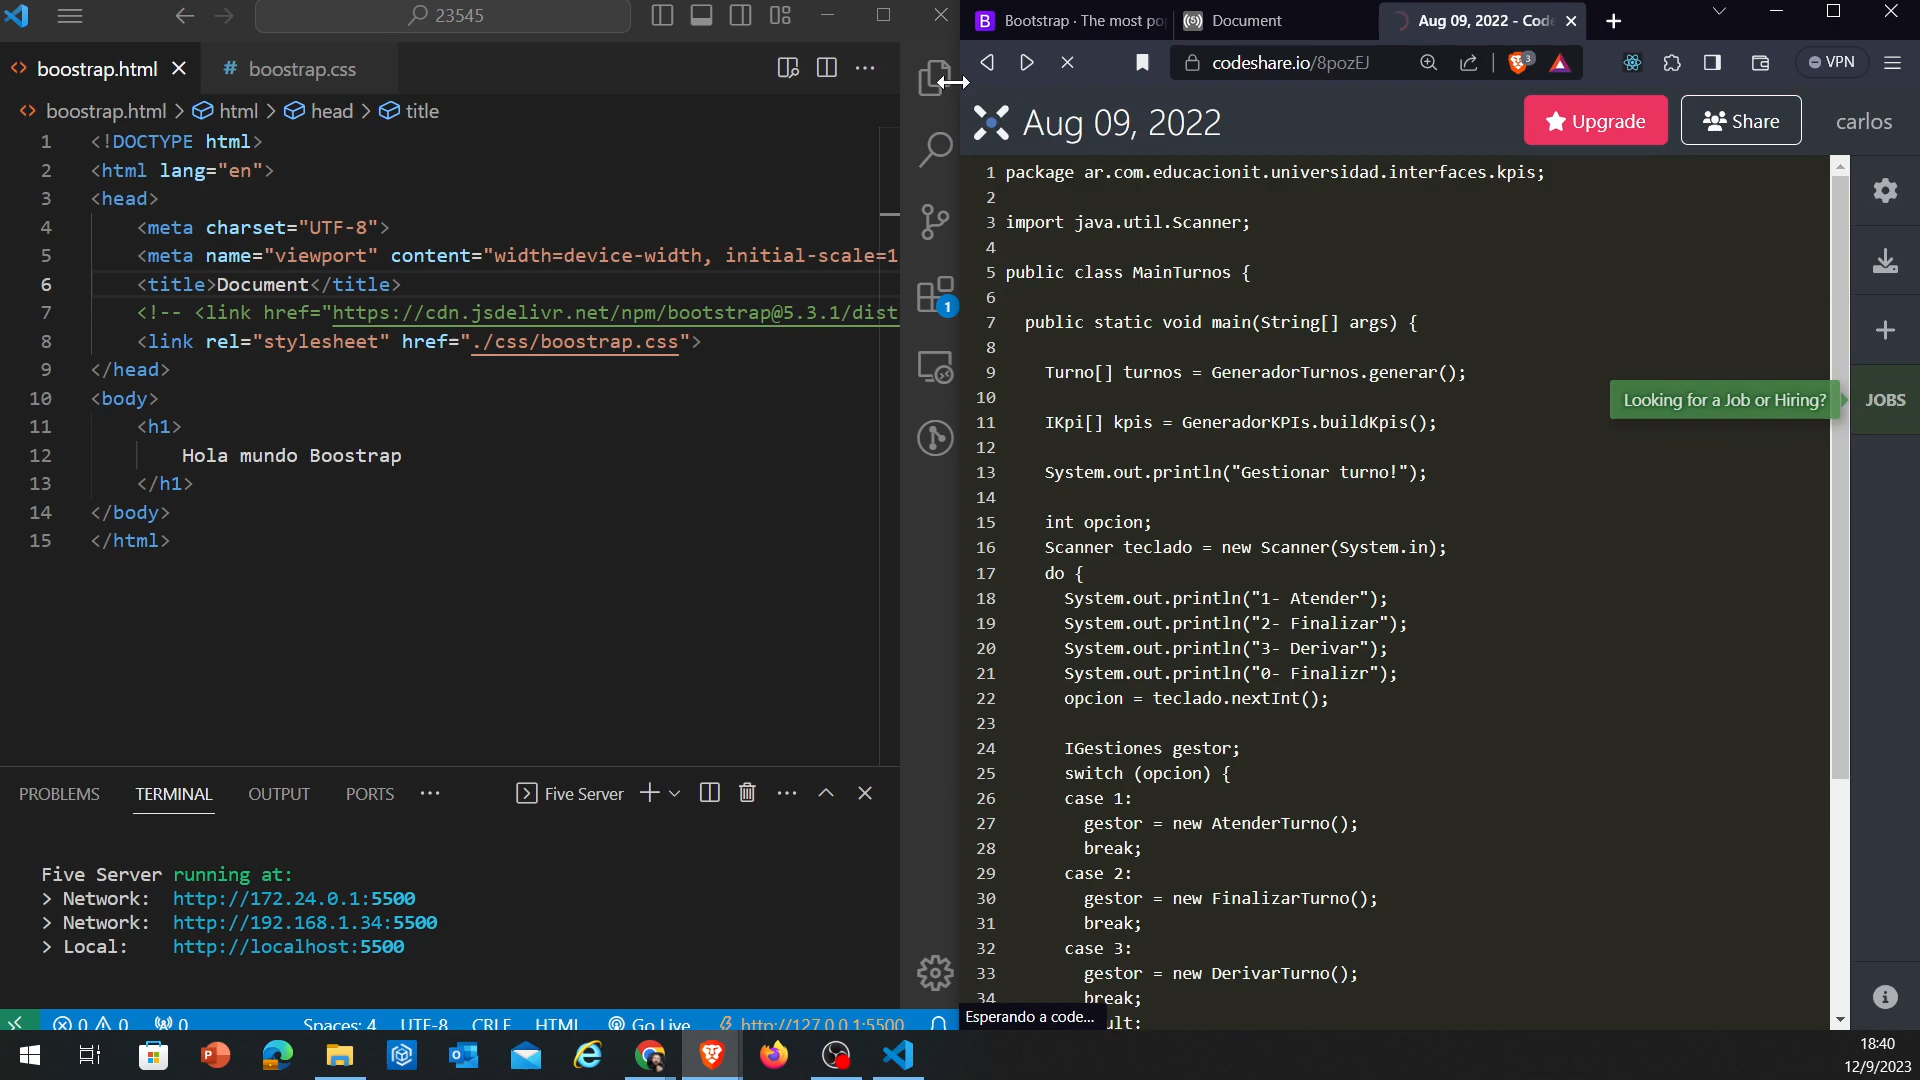 23545
boostrap.html
# boostrap.css
boostrap.html > html > head > title
1 <!DOCTYPE html>
2 <html lang="en">
3 <head>
4 <meta charset="UTF-8">
5 <meta name="viewport" content="width=device-width, initial-scale=1
6 <title>Document</title>
7 <!-- <link href="https://cdn.jsdelivr.net/npm/bootstrap@5.3.1/dist
8 <link rel="stylesheet" href="./css/boostrap.css">
9 </head>
10 <body>
11 <h1>
12 Hola mundo Boostrap
13 </h1>
14 </body>
15 </html>
1
PROBLEMS TERMINAL OUTPUT PORTS Five Server
Five Server running at:
> Network: http://172.24.0.1:5500
> Network: http://192.168.1.34:5500
> Local: http://localhost:5500
0 0 0 Spaces: 4 UTF-8 CRLF HTML Go Live http://127.0.0.1:5500
B Bootstrap · The most po
Document
Aug 09, 2022 - Code
codeshare.io/8pozEJ
3
VPN
Aug 09, 2022
Upgrade
Share
carlos
1 package ar.com.educacionit.universidad.interfaces.kpis;
2
3 import java.util.Scanner;
4
5 public class MainTurnos {
6
7 public static void main(String[] args) {
8
9 Turno[] turnos = GeneradorTurnos.generar();
10
11 IKpi[] kpis = GeneradorKPIs.buildKpis();
12
13 System.out.println("Gestionar turno!");
14
15 int opcion;
16 Scanner teclado = new Scanner(System.in);
17 do {
18 System.out.println("1- Atender");
19 System.out.println("2- Finalizar");
20 System.out.println("3- Derivar");
21 System.out.println("0- Finalizr");
22 opcion = teclado.nextInt();
23
24 IGestiones gestor;
25 switch (opcion) {
26 case 1:
27 gestor = new AtenderTurno();
28 break;
29 case 2:
30 gestor = new FinalizarTurno();
31 break;
32 case 3:
33 gestor = new DerivarTurno();
34 break;
ult:
Looking for a Job or Hiring?
JOBS
Esperando a code...
18:40
12/9/2023